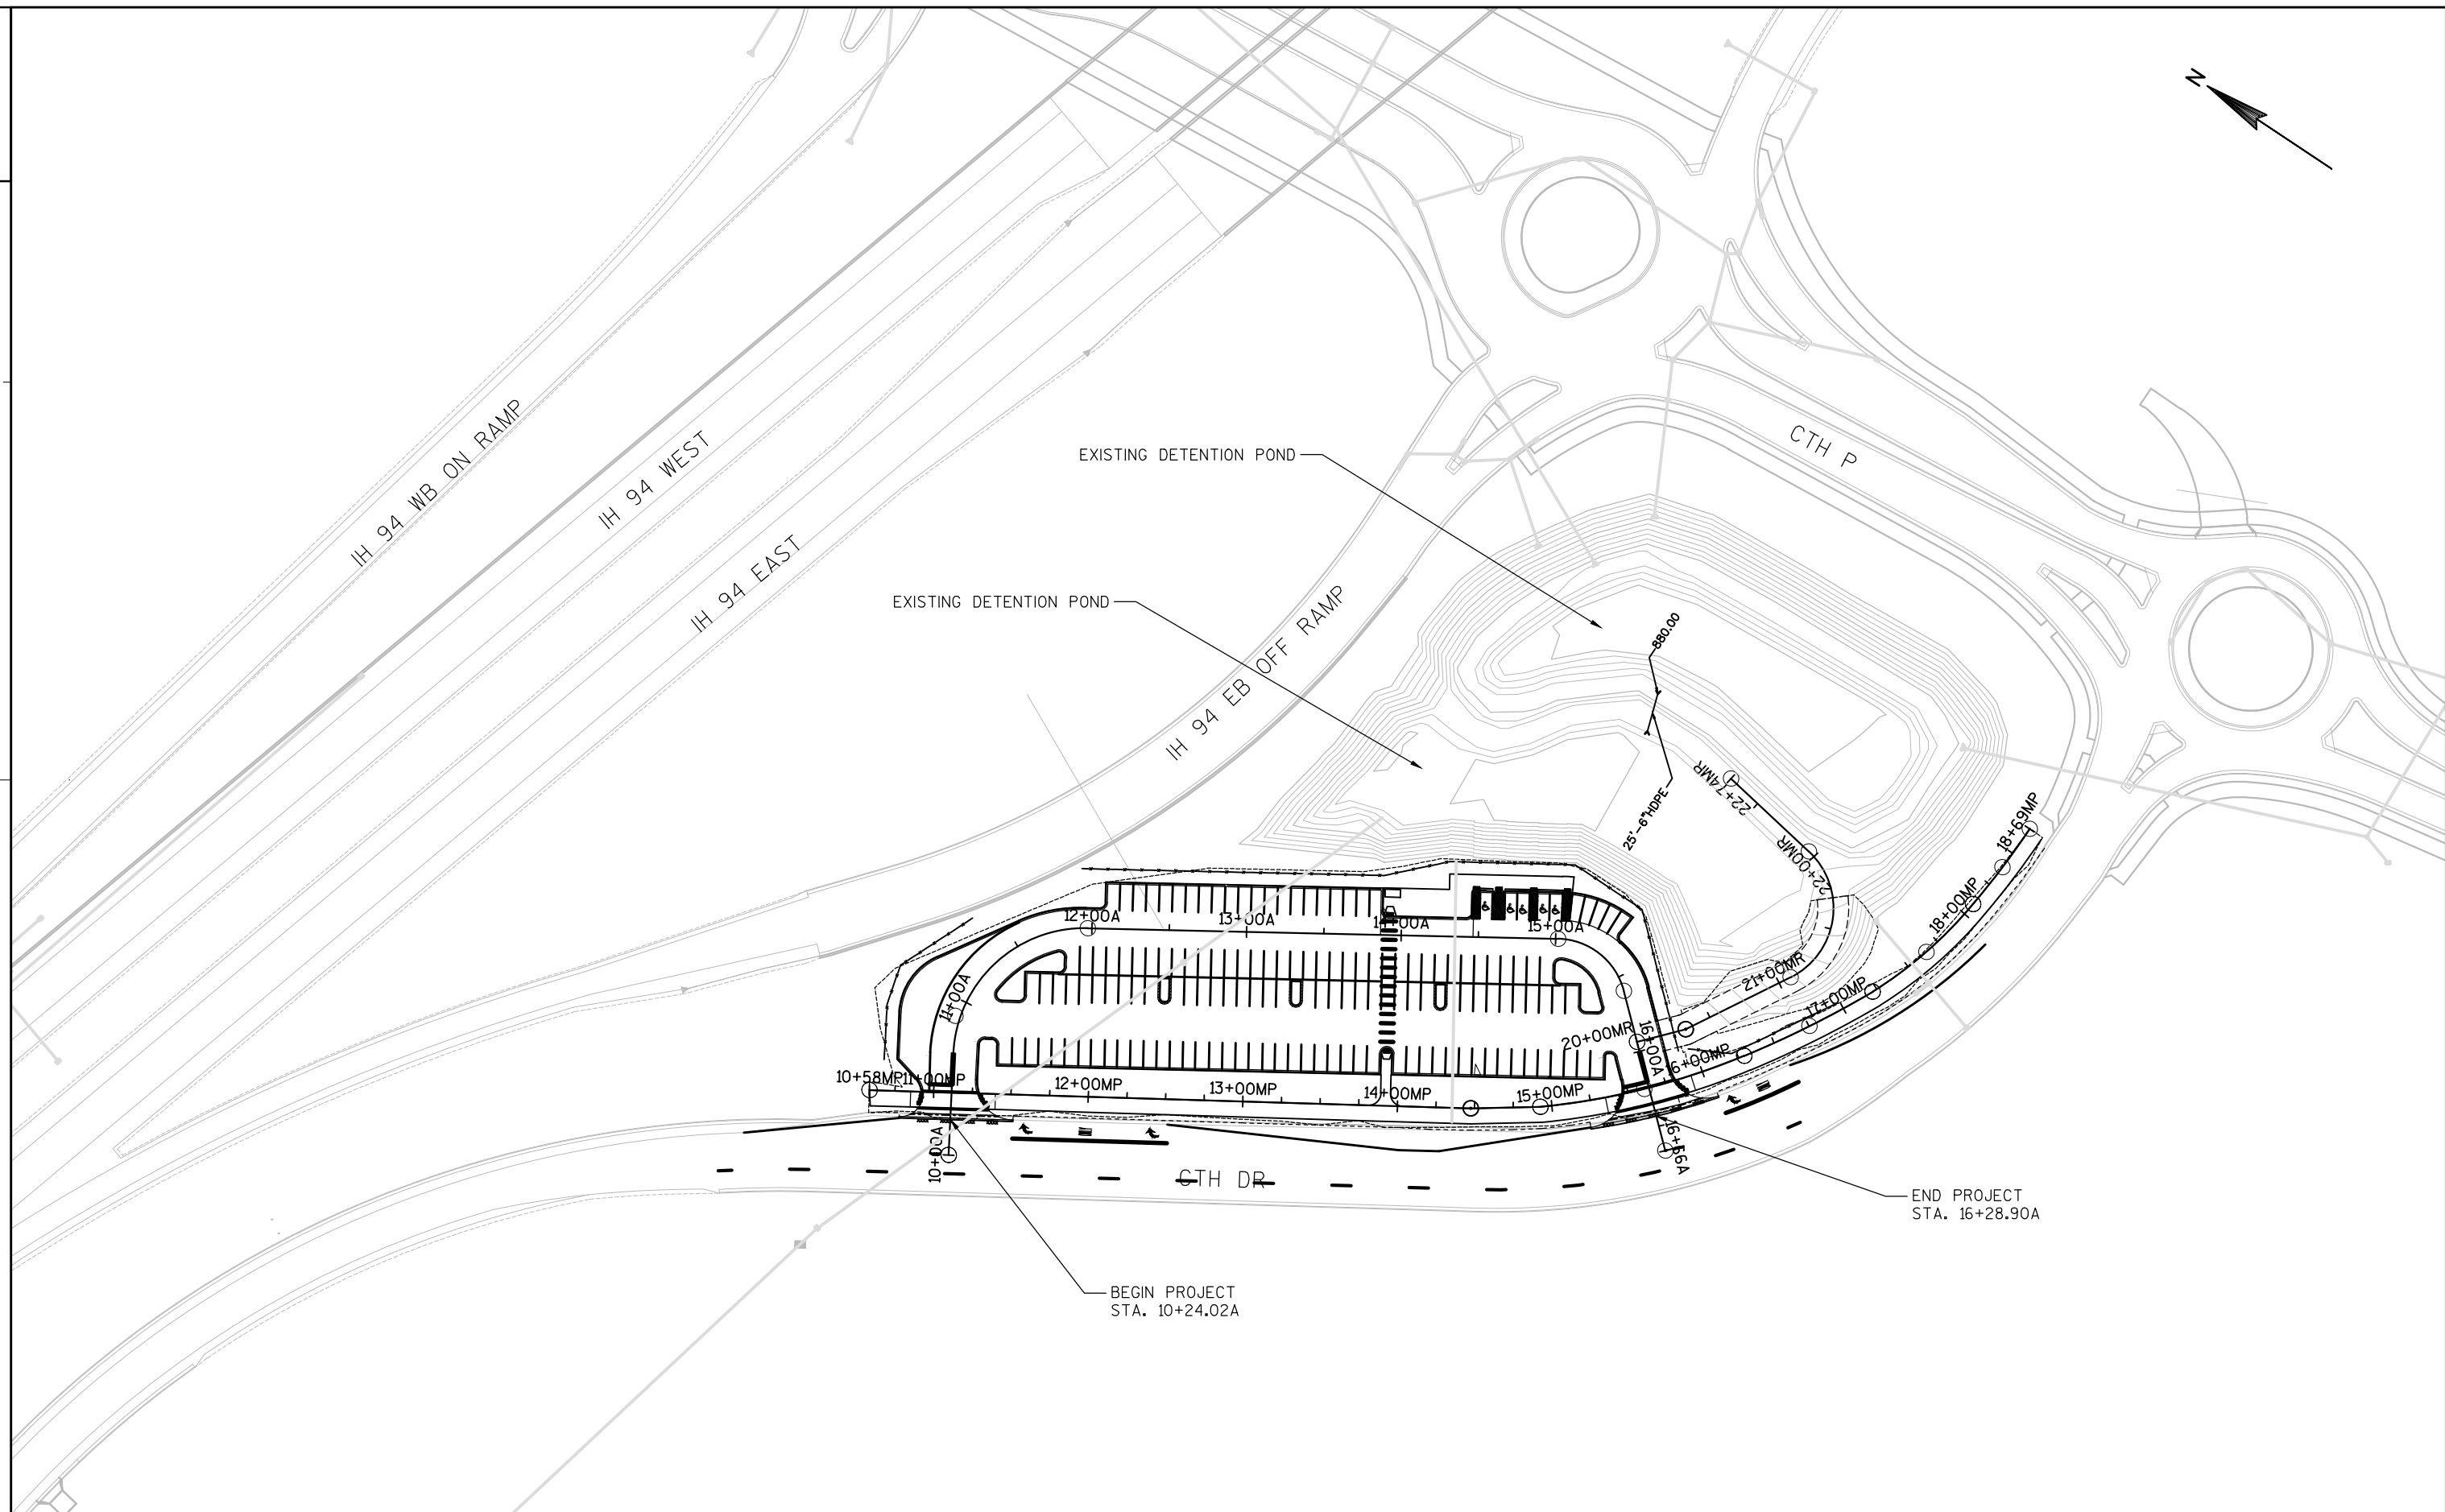 N
IH 94 WB ON RAMP
IH 94 WEST
IH 94 EAST
IH 94 EB OFF RAMP
CTH P
EXISTING DETENTION POND
EXISTING DETENTION POND
880.00
25'-6"HDPE
22+74MR
22+00MR
21+00MR
20+00MR
18+69MP
18+00MP
17+00MP
16+00MP
12+00A
13+00A
14+00A
15+00A
11+00A
16+00A
10+58MP
11+00MP
12+00MP
13+00MP
14+00MP
15+00MP
10+00A
16+56A
CTH DR
END PROJECT
STA. 16+28.90A
BEGIN PROJECT
STA. 10+24.02A